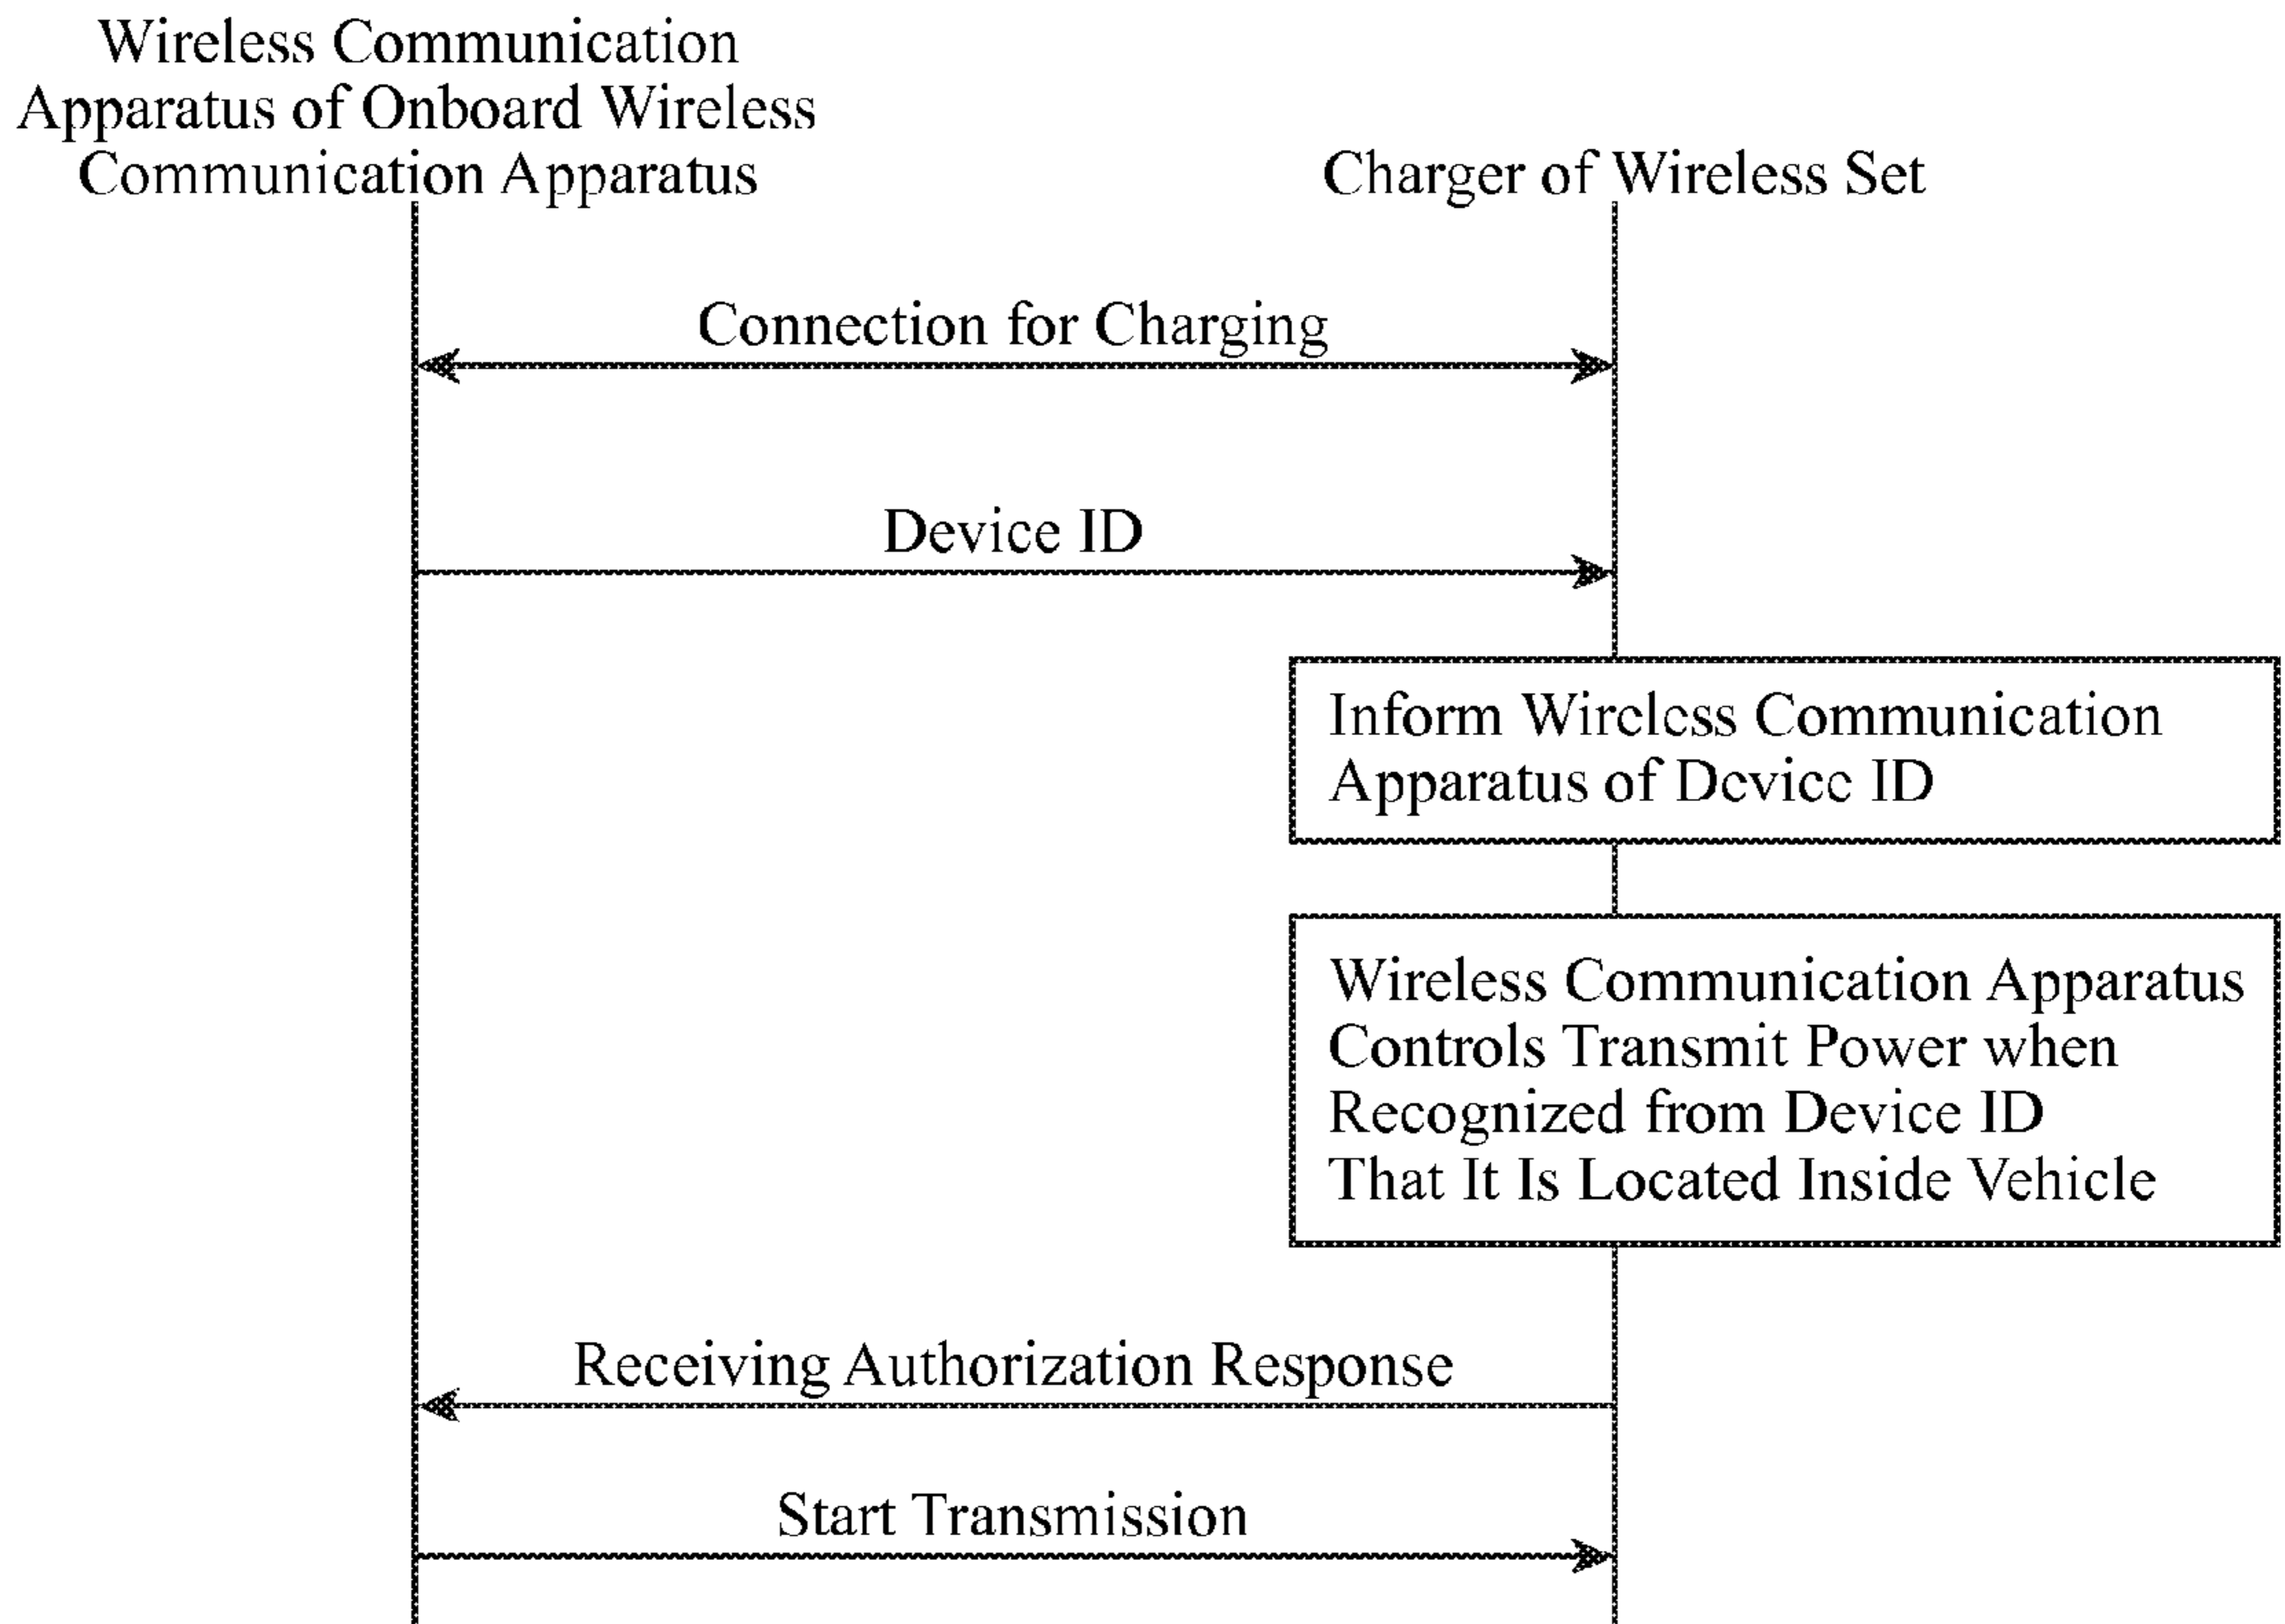 Wireless Communication
Apparatus of Onboard Wireless
Communication Apparatus
Charger of Wireless Set
Connection for Charging
Device ID
Inform Wireless Communication
Apparatus of Device ID
Wireless Communication Apparatus
Controls Transmit Power when
Recognized from Device ID
That It Is Located Inside Vehicle
Receiving Authorization Response
Start Transmission